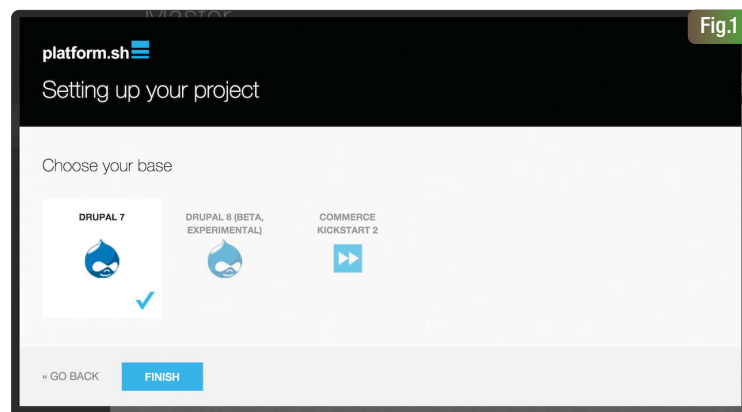 Master
Fig.1
platform.sh
Setting up your project
Choose your base
DRUPAL 7
DRUPAL 8 (BETA,
EXPERIMENTAL)
COMMERCE
KICKSTART 2
« GO BACK
FINISH